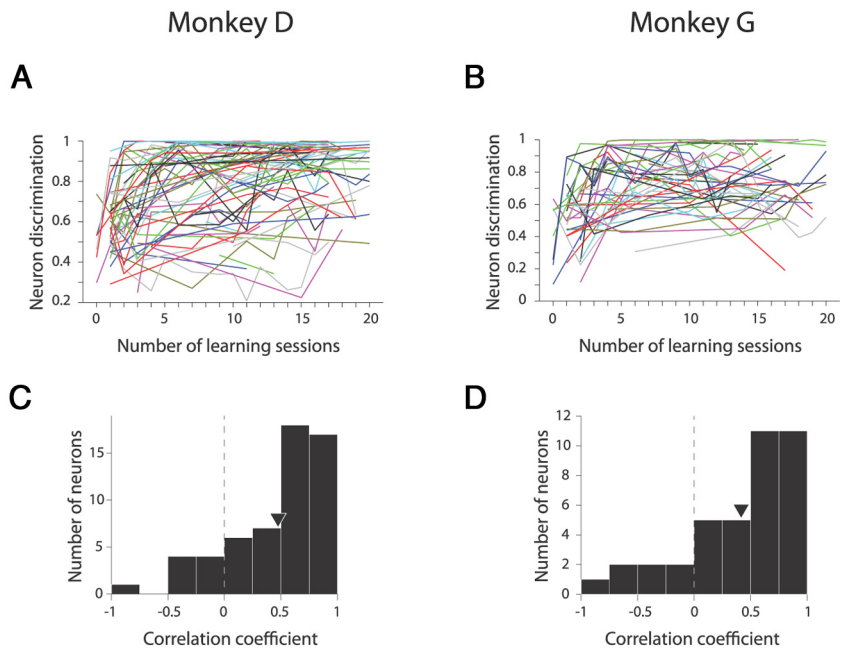 Monkey D
Monkey G
A
B
Neuron discrimination
1
0.8
0.6
0.4
0.2
0 5 10 15 20
Number of learning sessions
Neuron discrimination
1
0.8
0.6
0.4
0.2
0
0 5 10 15 20
Number of learning sessions
C
D
Number of neurons
15
10
5
0
-1 -0.5 0 0.5 1
Correlation coefficient
Number of neurons
12
10
8
6
4
2
0
-1 -0.5 0 0.5 1
Correlation coefficient